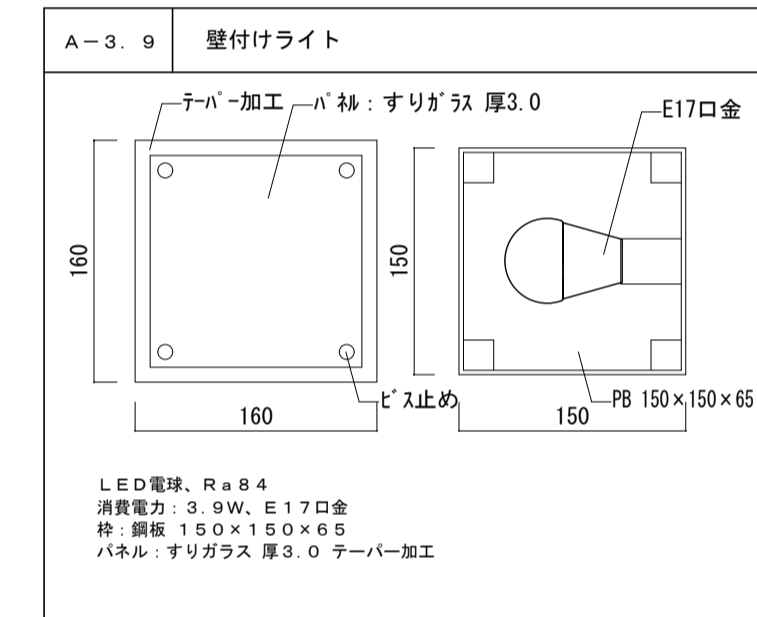 A－3．9
壁付けライト
ﾃｰﾊﾟｰ加工
ﾊﾟﾈﾙ：すりｶﾞﾗｽ 厚3.0
E17口金
160
150
ﾋﾞｽ止め
PB 150×150×65
160
150
ＬＥＤ電球、Ｒａ８４
消費電力：３．９Ｗ、Ｅ１７口金
枠：鋼板 １５０×１５０×６５
パネル：すりガラス 厚３．０ テーパー加工